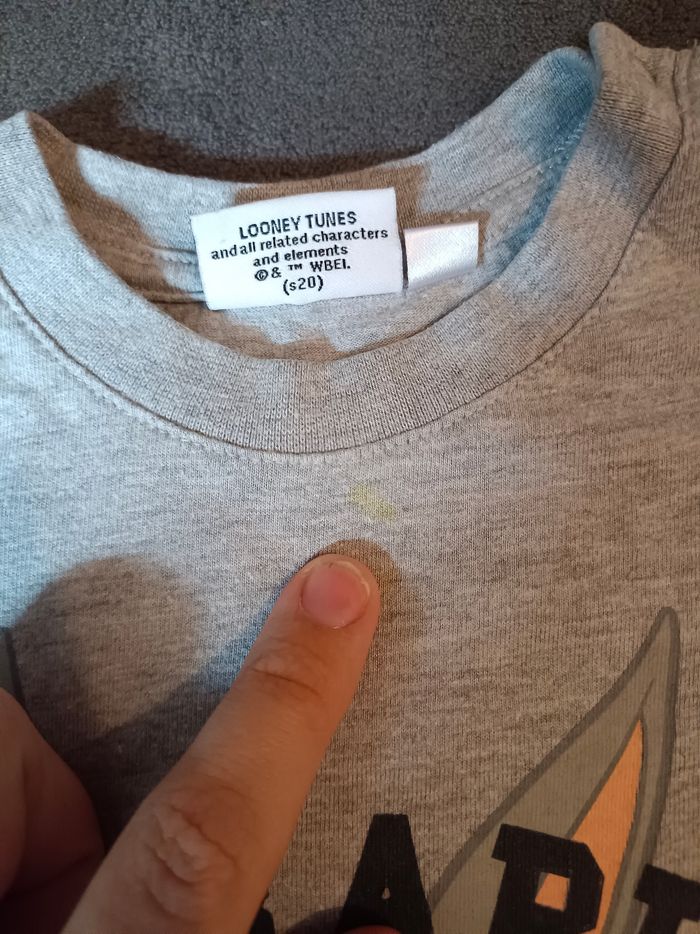 LOONEY TUNES
and all related characters
and elements
©& ™ WBEI.
(s20)